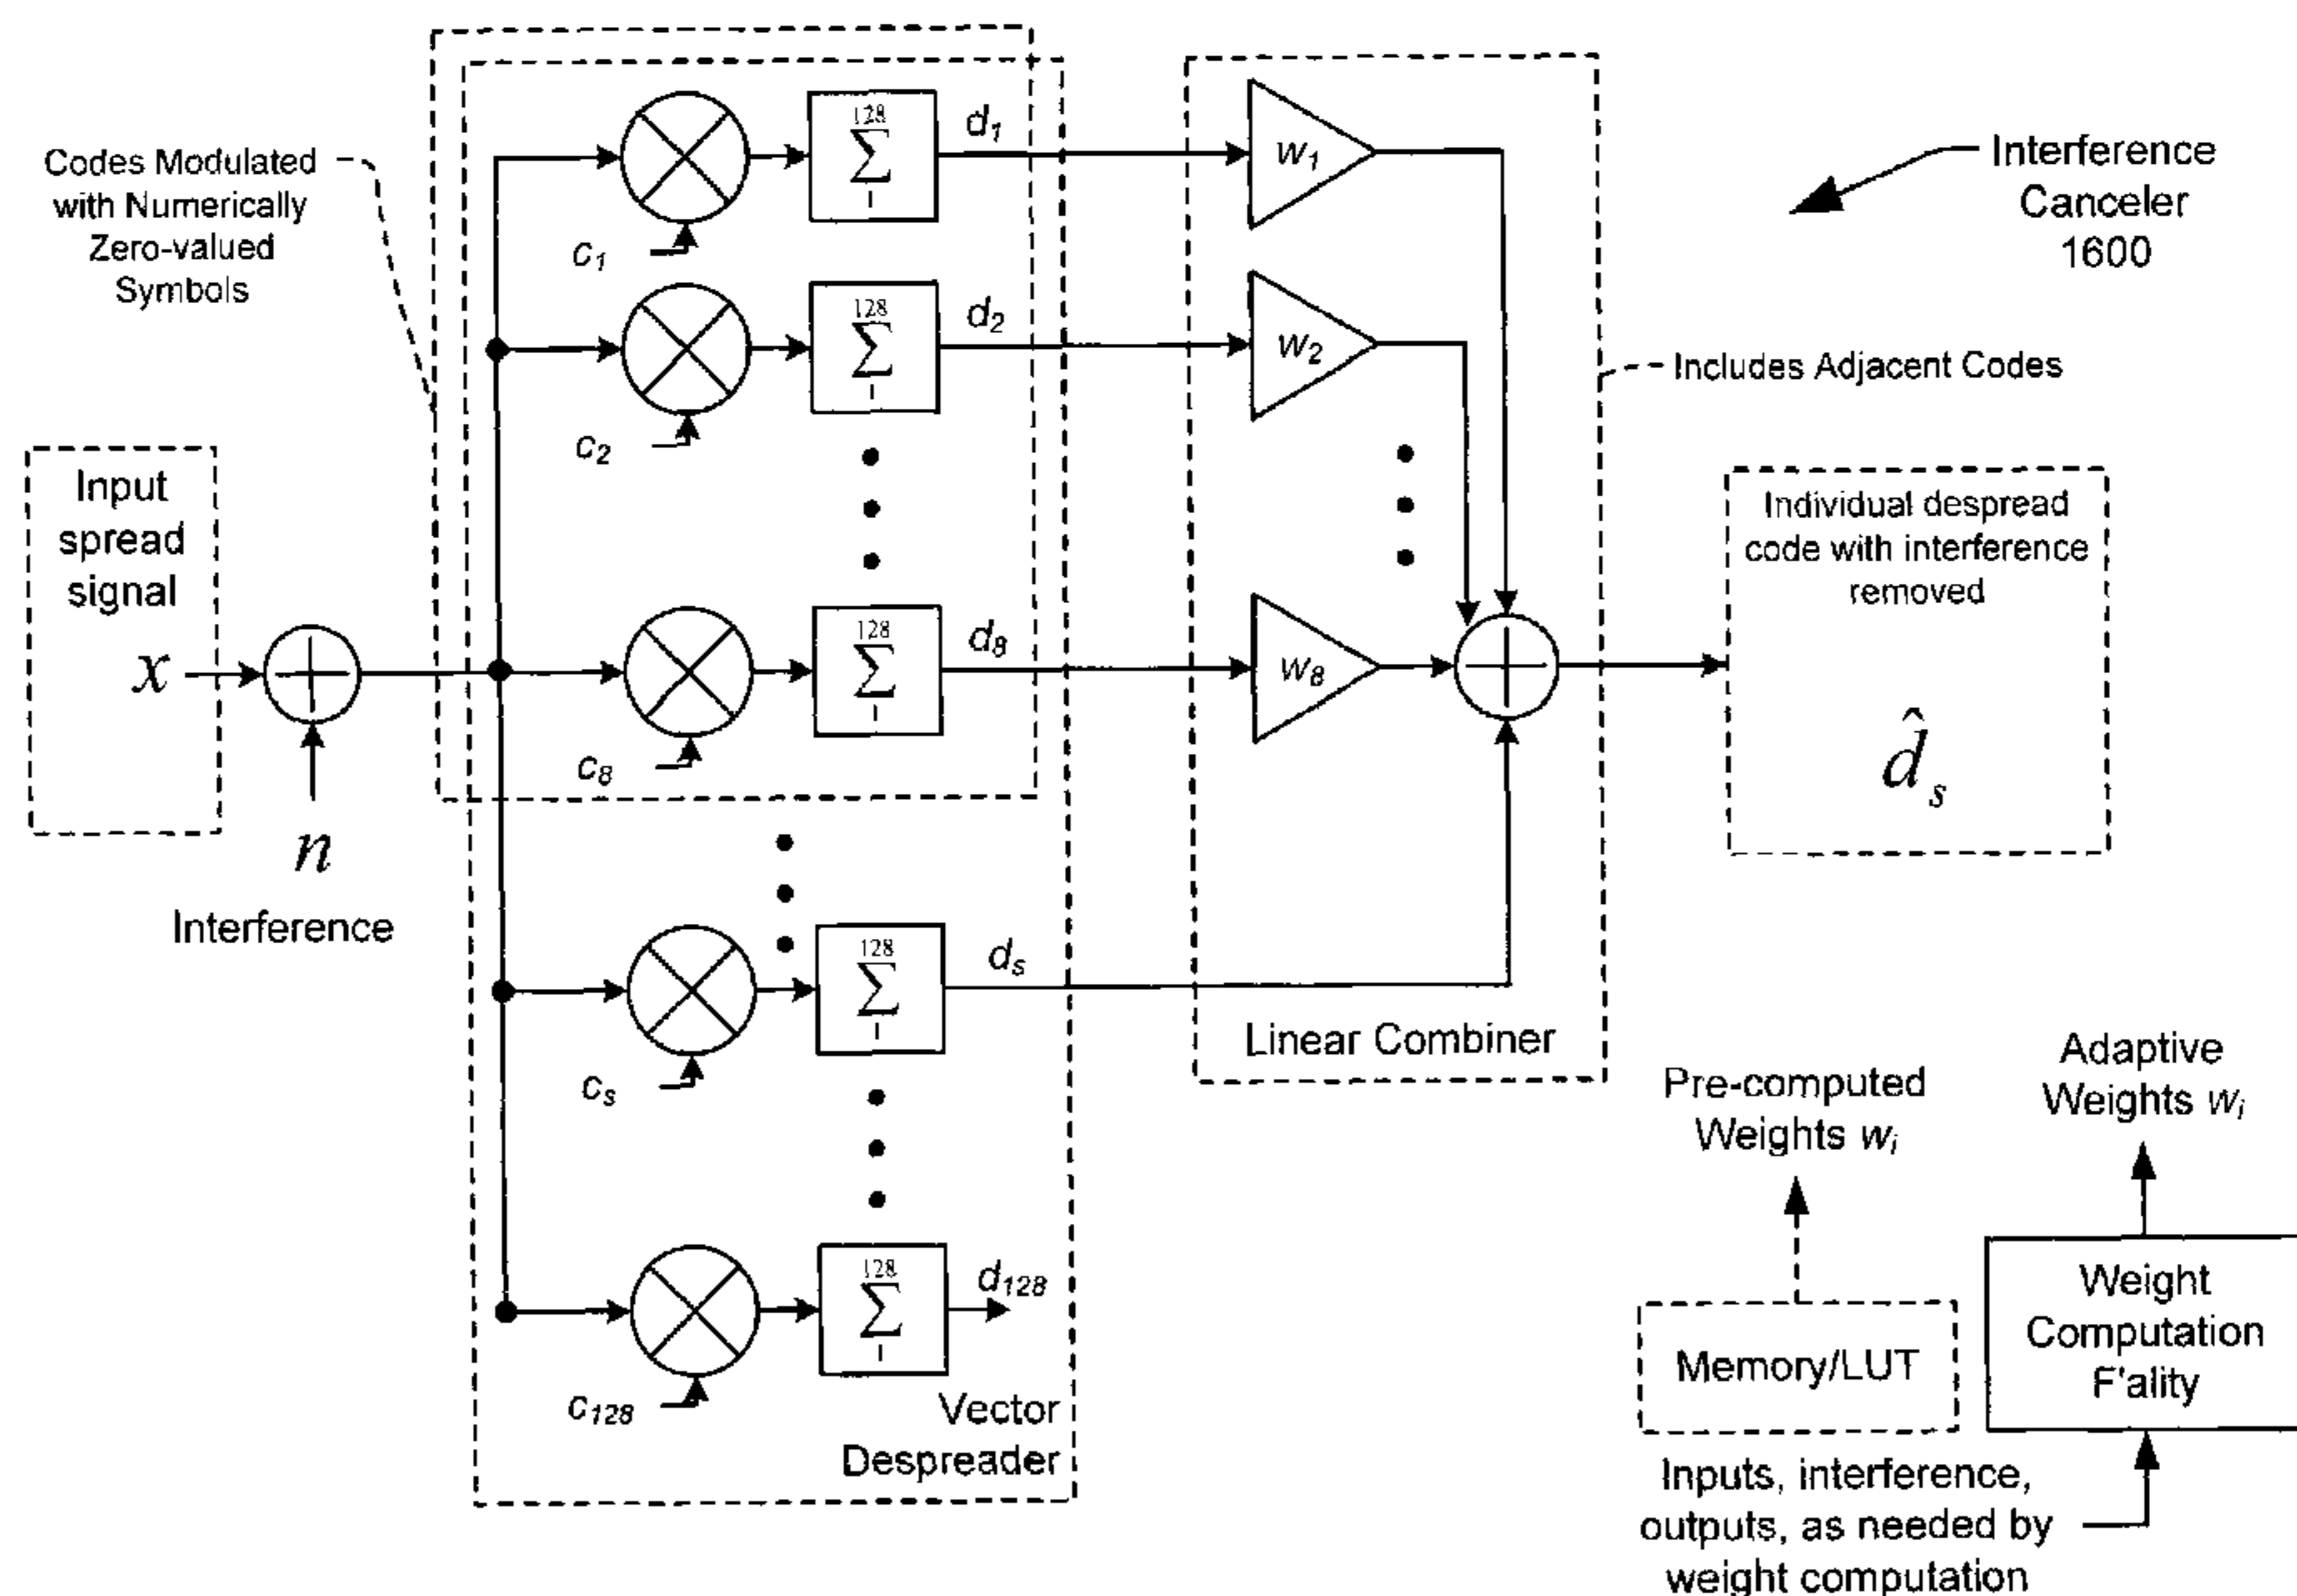 Codes Modulated
with Numerically
Zero-valued
Symbols
Input
spread
signal
x
n
Interference
c1
128
Σ
1
d1
c2
128
Σ
1
d2
c8
128
Σ
1
d8
cs
128
Σ
1
ds
c128
128
Σ
1
d128
Vector
Despreader
w1
w2
w8
Linear Combiner
Interference
Canceler
1600
Includes Adjacent Codes
Individual despread
code with interference
removed
d̂s
Pre-computed
Weights wi
Memory/LUT
Adaptive
Weights wi
Weight
Computation
F'ality
Inputs, interference,
outputs, as needed by
weight computation